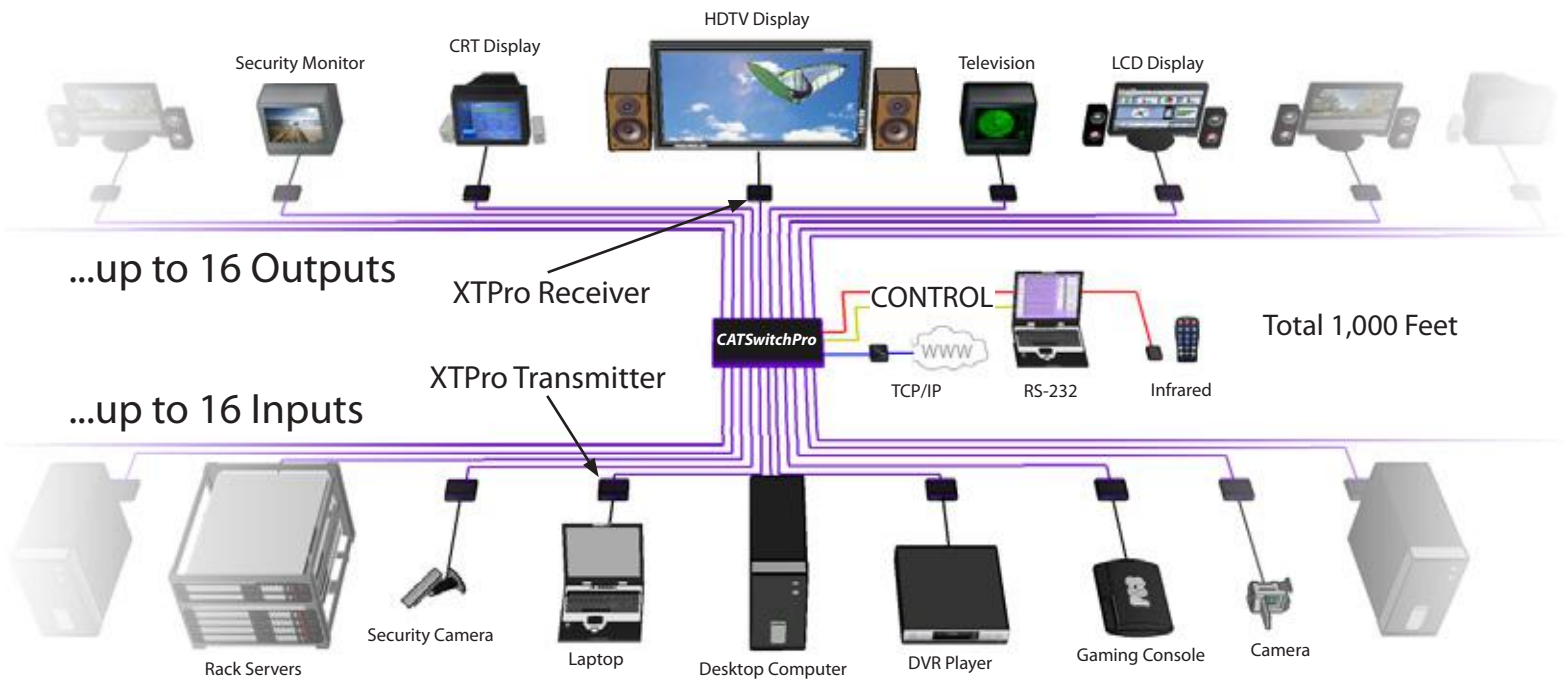 HDTV Display
CRT Display
Security Monitor
Television
LCD Display
...up to 16 Outputs
XTPro Receiver
CONTROL
Total 1,000 Feet
CATSwitchPro
WWW
XTPro Transmitter
TCP/IP
RS-232
Infrared
...up to 16 Inputs
Security Camera
Rack Servers
Laptop
Desktop Computer
DVR Player
Gaming Console
Camera